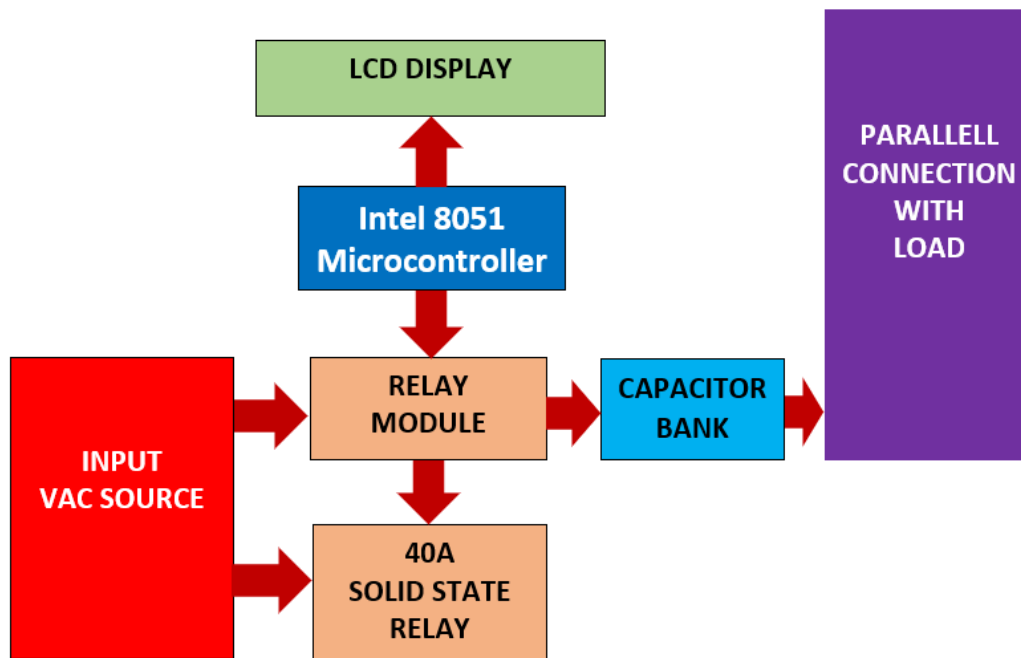 LCD DISPLAY
PARALLELL
CONNECTION
WITH
LOAD
Intel 8051
Microcontroller
RELAY
MODULE
CAPACITOR
BANK
INPUT
VAC SOURCE
40A
SOLID STATE
RELAY